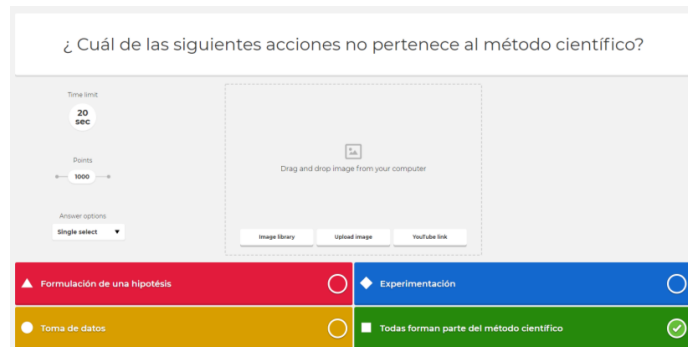 ¿ Cuál de las siguientes acciones no pertenece al método científico?
Time limit
20
sec
Points
1000
Answer options
Single select
Drag and drop image from your computer
Image library
Upload image
YouTube link
Formulación de una hipotésis
Experimentación
Toma de datos
Todas forman parte del método científico